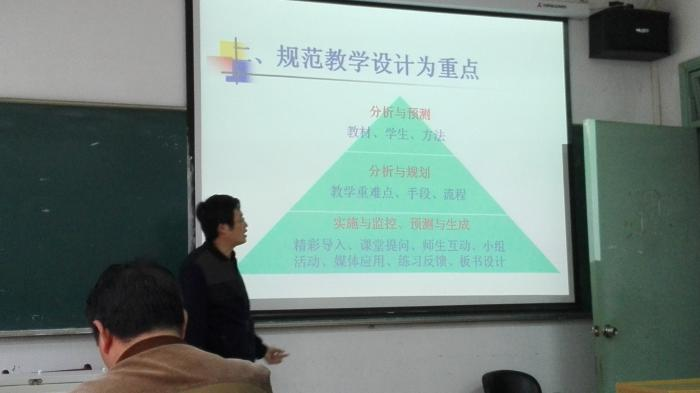 二、规范教学设计为重点
分析与预测
教材、学生、方法
分析与规划
教学重难点、手段、流程
实施与监控、预测与生成
精彩导入、课堂提问、师生互动、小组
活动、媒体应用、练习反馈、板书设计